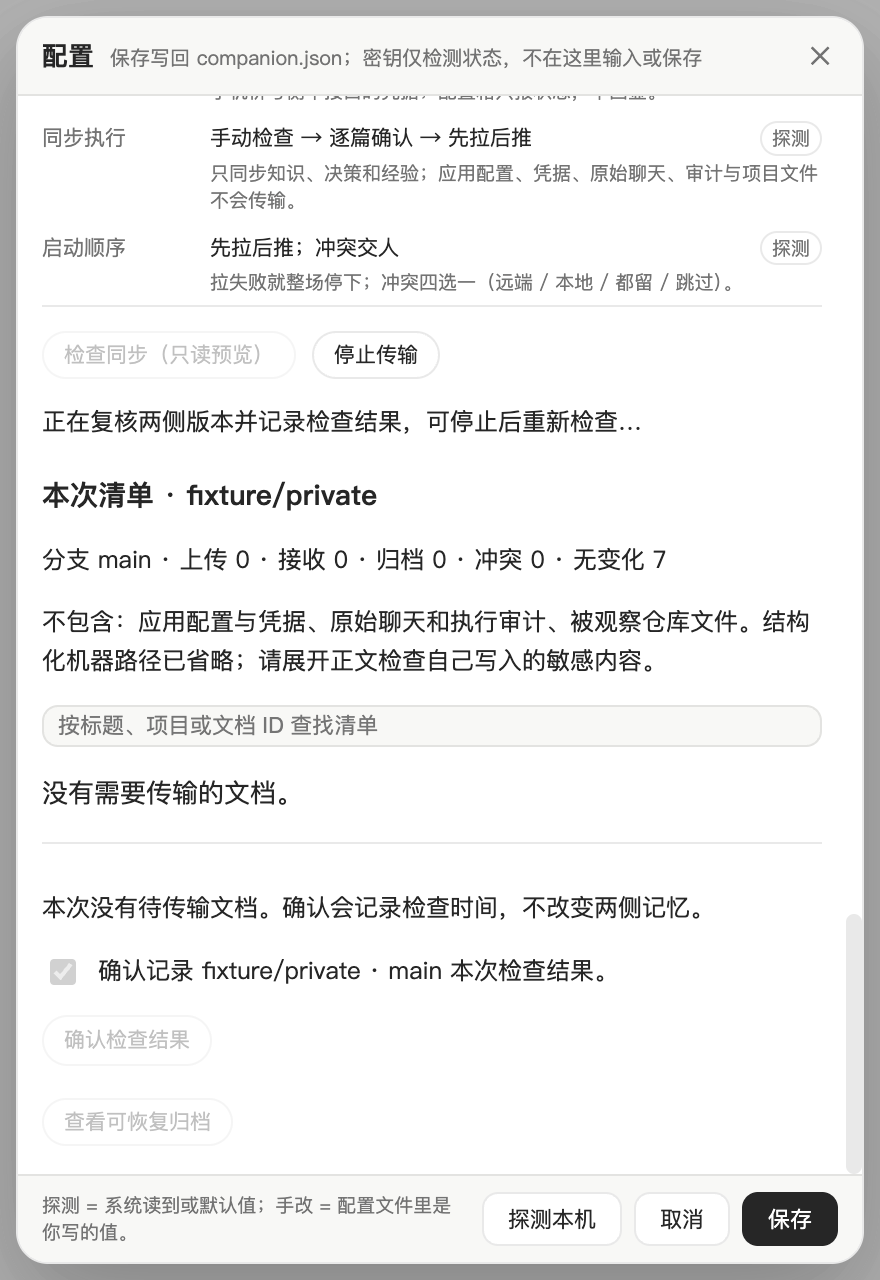 配置 保存写回 companion.json；密钥仅检测状态，不在这里输入或保存
同步执行 手动检查 → 逐篇确认 → 先拉后推 探测
只同步知识、决策和经验；应用配置、凭据、原始聊天、审计与项目文件
不会传输。
启动顺序 先拉后推；冲突交人 探测
拉失败就整场停下；冲突四选一（远端 / 本地 / 都留 / 跳过）。
检查同步（只读预览） 停止传输
正在复核两侧版本并记录检查结果，可停止后重新检查…
本次清单 · fixture/private
分支 main · 上传 0 · 接收 0 · 归档 0 · 冲突 0 · 无变化 7
不包含：应用配置与凭据、原始聊天和执行审计、被观察仓库文件。结构
化机器路径已省略；请展开正文检查自己写入的敏感内容。
按标题、项目或文档 ID 查找清单
没有需要传输的文档。
本次没有待传输文档。确认会记录检查时间，不改变两侧记忆。
确认记录 fixture/private · main 本次检查结果。
确认检查结果
查看可恢复归档
探测 = 系统读到或默认值；手改 = 配置文件里是
你写的值。
探测本机 取消 保存